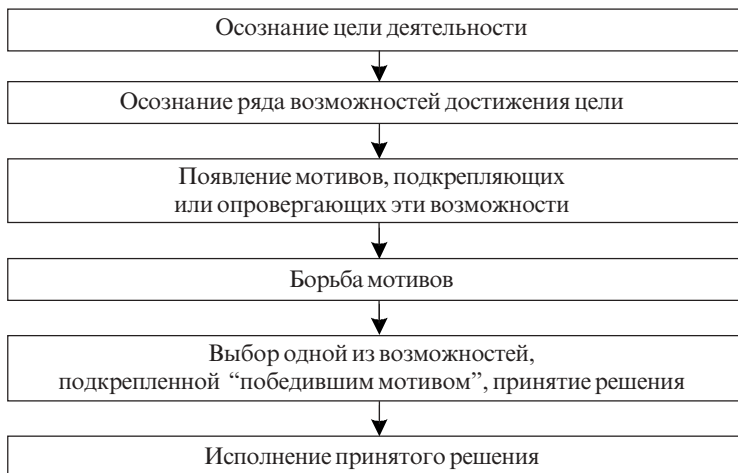 Осознание цели деятельности
Осознание ряда возможностей достижения цели
Появление мотивов, подкрепляющих
или опровергающих эти возможности
Борьба мотивов
Выбор одной из возможностей,
подкрепленной “победившим мотивом”, принятие решения
Исполнение принятого решения